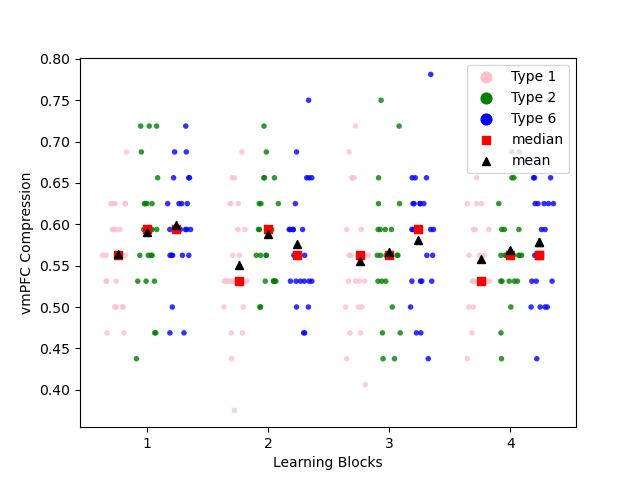 0.80
0.75
0.70
0.65
0.60
0.55
0.50
0.45
0.40
vmPFC Compression
1
2
3
4
Learning Blocks
Type 1
Type 2
Type 6
median
mean